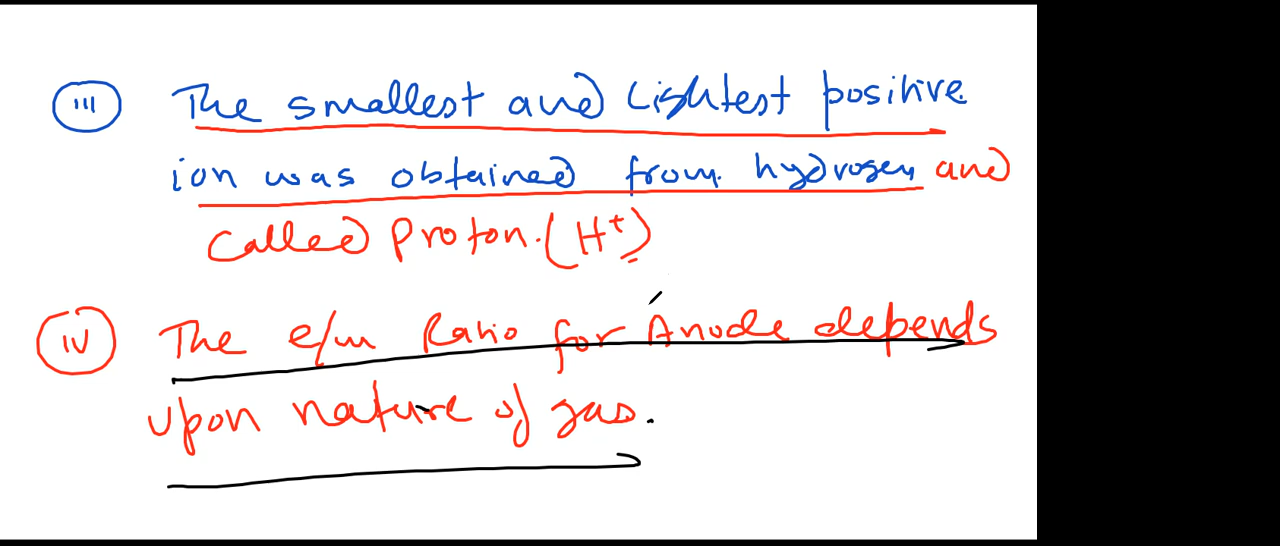 (iii) The smallest and Lightest positive
ion was obtained from hydrogen and
called Proton. (H+)
(iv) The e/m Ratio for Anode depends
upon nature of gas.